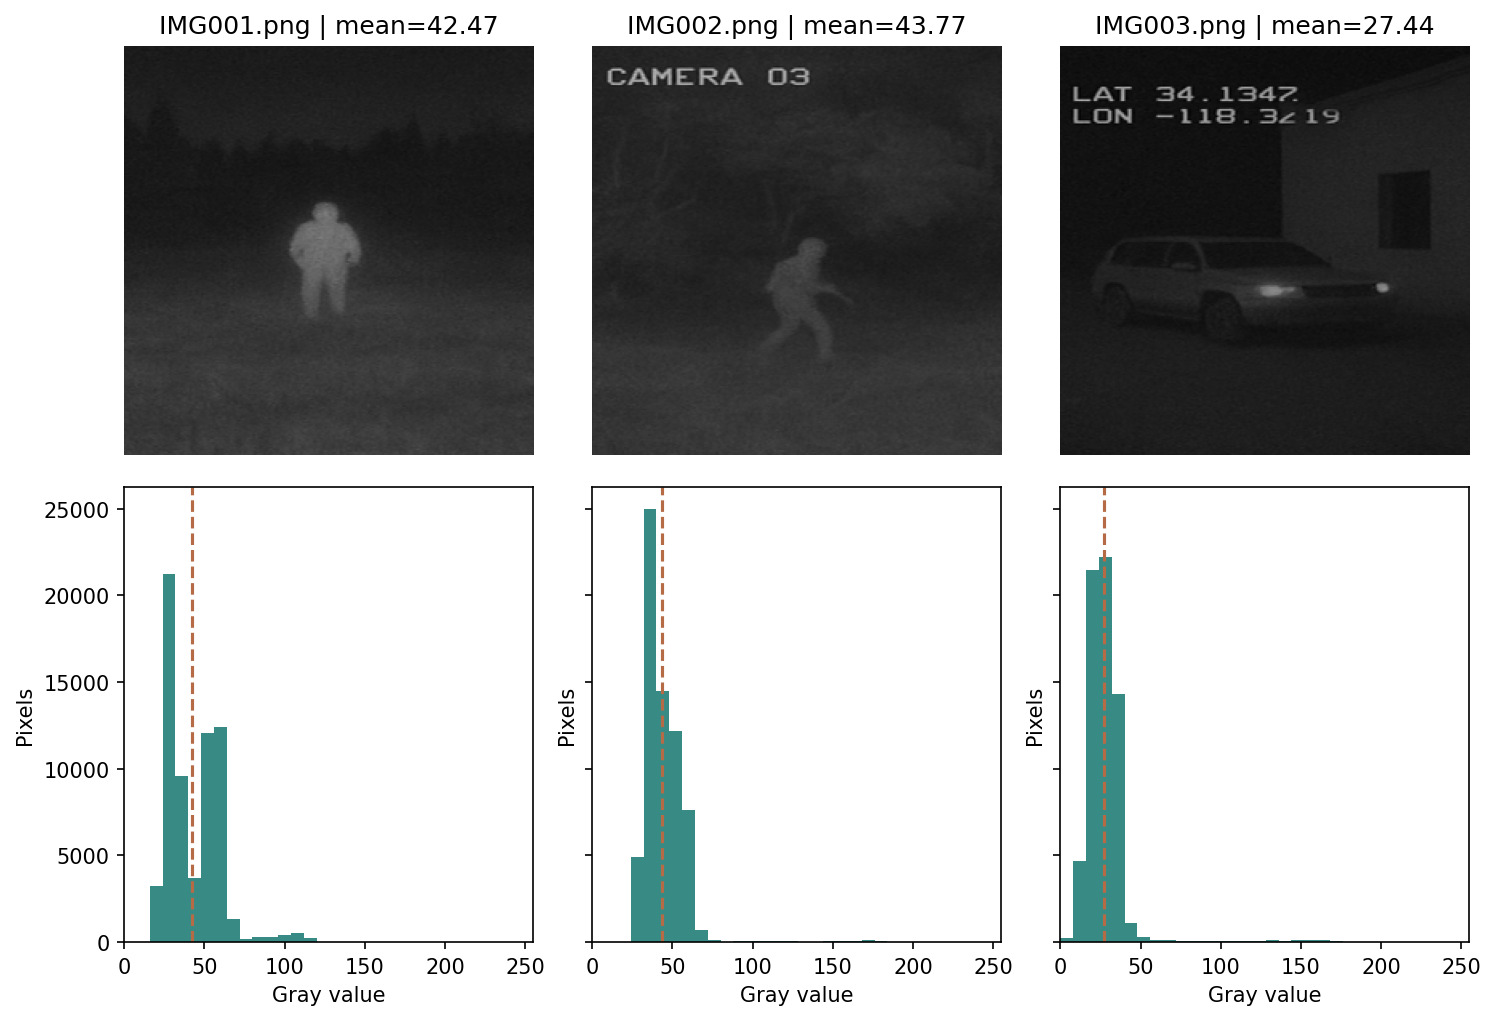 IMG001.png | mean=42.47
IMG002.png | mean=43.77
IMG003.png | mean=27.44
CAMERA 03
LAT 34.1347
LON
25000
20000
15000
10000
5000
0
Pixels
Pixels
Pixels
0 50 100 150 200 250
0 50 100 150 200 250
0 50 100 150 200 250
Gray value
Gray value
Gray value